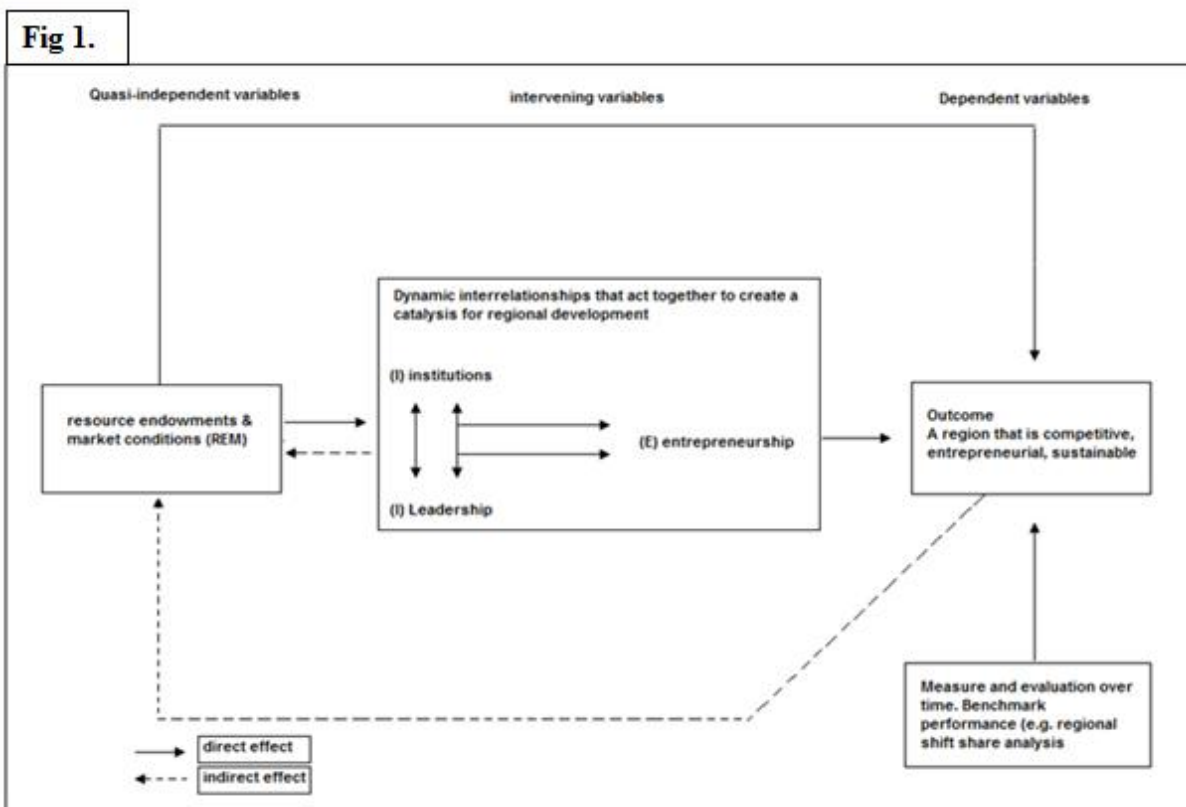 Fig 1.
Quasi-independent variables
intervening variables
Dependent variables
Dynamic interrelationships that act together to create a
catalysis for regional development
(I) institutions
(E) entrepreneurship
(I) Leadership
resource endowments &
market conditions (REM)
Outcome
A region that is competitive,
entrepreneurial, sustainable
Measure and evaluation over
time. Benchmark
performance (e.g. regional
shift share analysis
direct effect
indirect effect